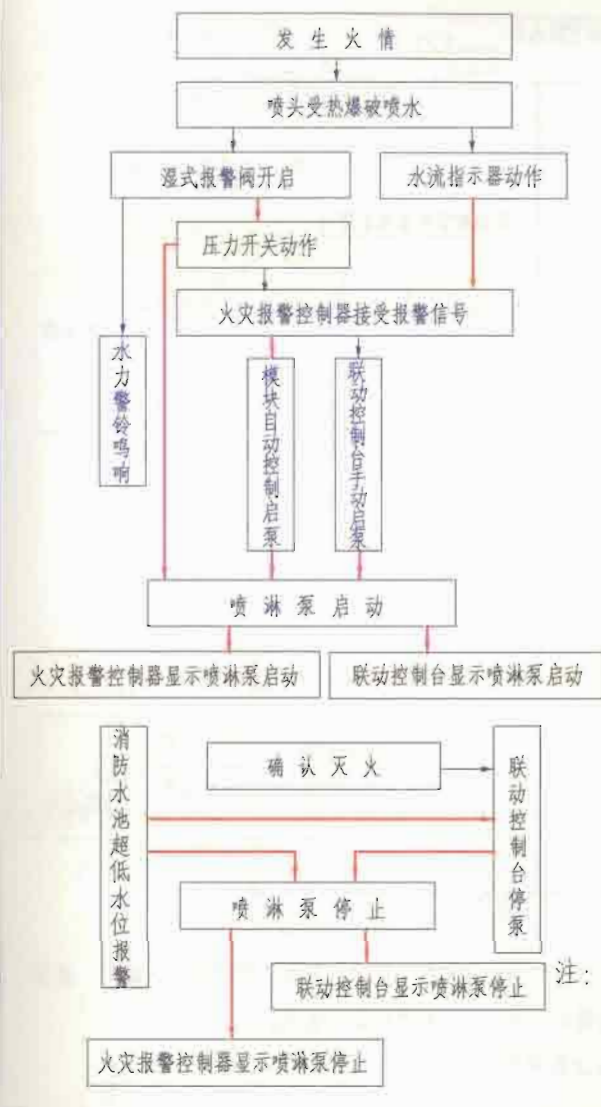 发生火情
喷头受热爆破喷水
湿式报警阀开启
水流指示器动作
压力开关动作
火灾报警控制器接受报警信号
水力警铃鸣响
模块自动控制启泵
联动控制台手动启泵
喷淋泵启动
火灾报警控制器显示喷淋泵启动
联动控制台显示喷淋泵启动
消防水池超低水位报警
确认灭火
联动控制台停泵
喷淋泵停止
联动控制台显示喷淋泵停止
注:
火灾报警控制器显示喷淋泵停止